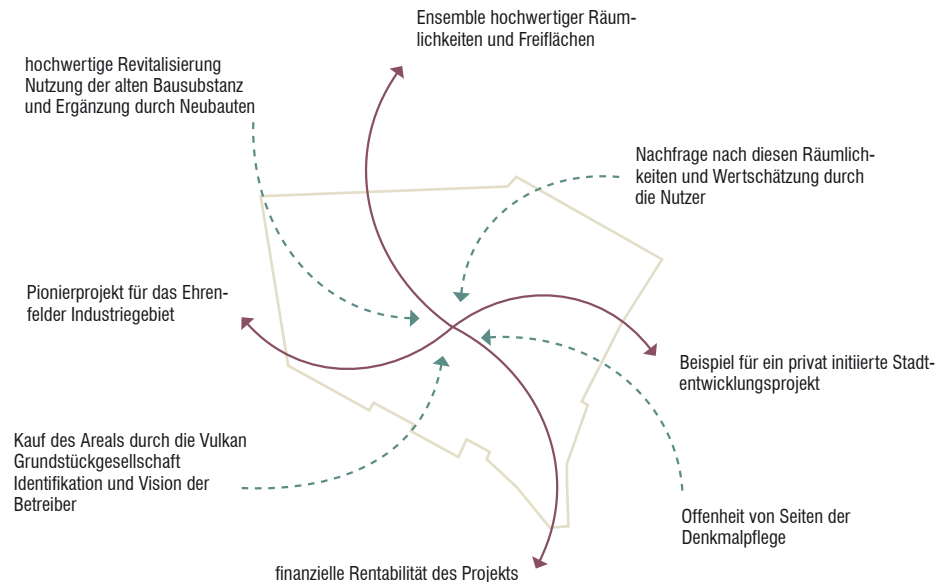 Ensemble hochwertiger Räum-
lichkeiten und Freiflächen
hochwertige Revitalisierung
Nutzung der alten Bausubstanz
und Ergänzung durch Neubauten
Nachfrage nach diesen Räumlich-
keiten und Wertschätzung durch
die Nutzer
Pionierprojekt für das Ehren-
felder Industriegebiet
Beispiel für ein privat initiierte Stadt-
entwicklungsprojekt
Kauf des Areals durch die Vulkan
Grundstückgesellschaft
Identifikation und Vision der
Betreiber
Offenheit von Seiten der
Denkmalpflege
finanzielle Rentabilität des Projekts